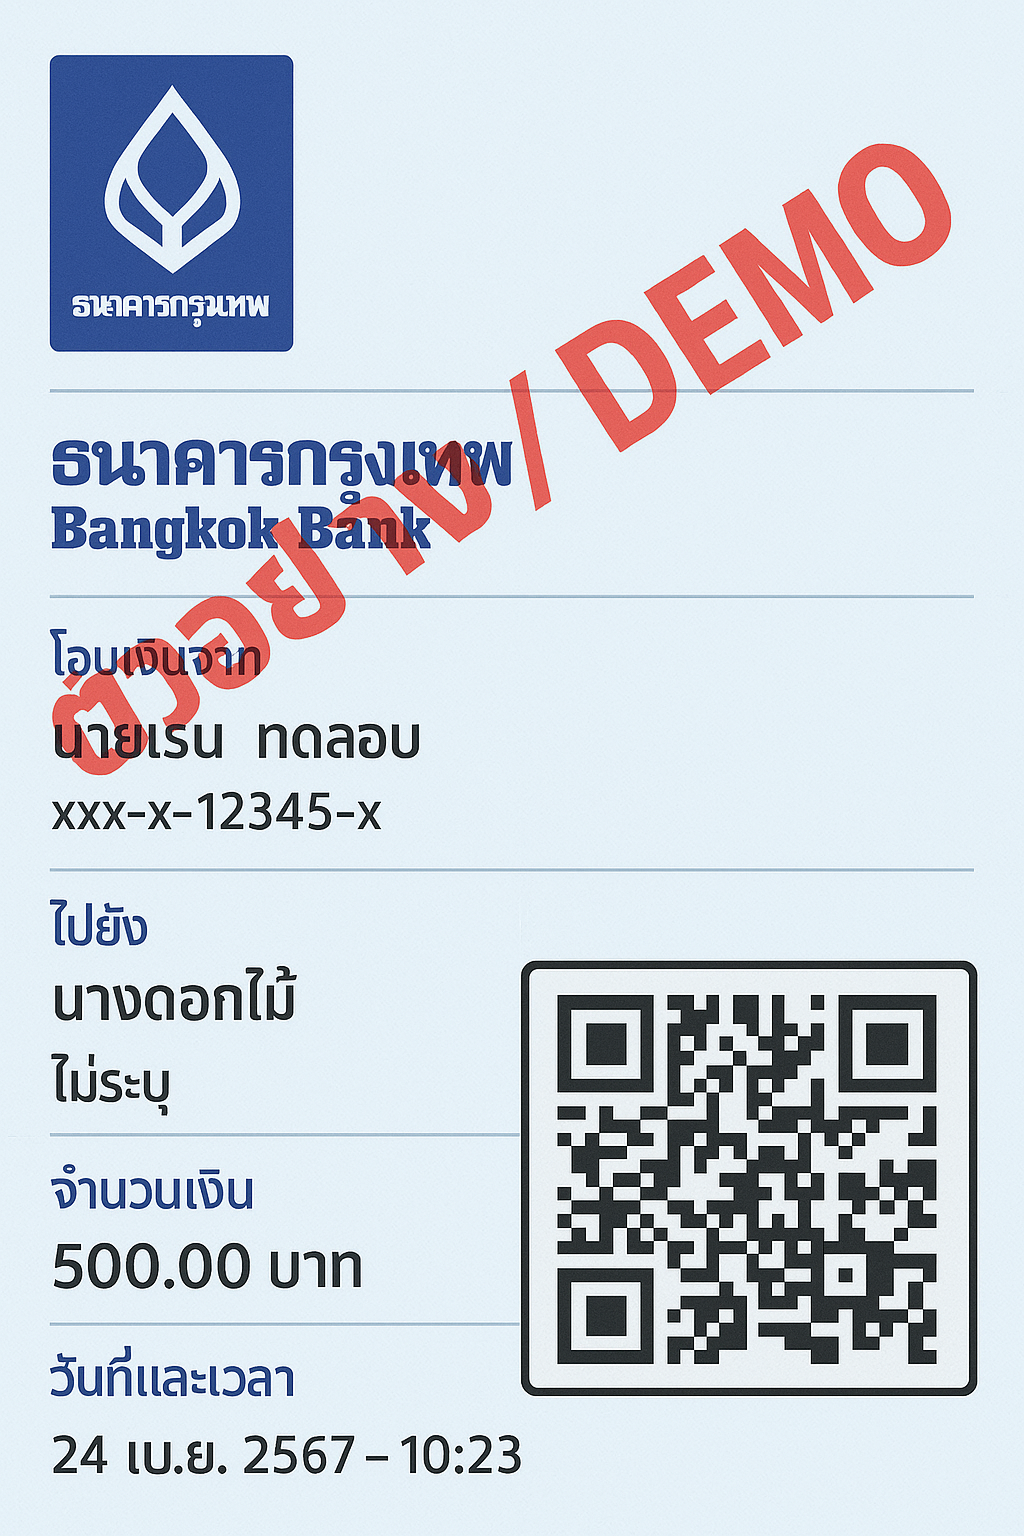 ธนาคารกรุงเทพ
ตัวอย่าง / DEMO
ธนาคารกรุงเทพ
Bangkok Bank
โอบเงินจาท
นายเรน ทดลอบ
xxx-x-12345-x
ไปยัง
นางดอกไม้
ไม่ระบุ
จำนวนเงิน
500.00 บาท
วันที่และเวลา
24 เบ.ย. 2567 – 10:23